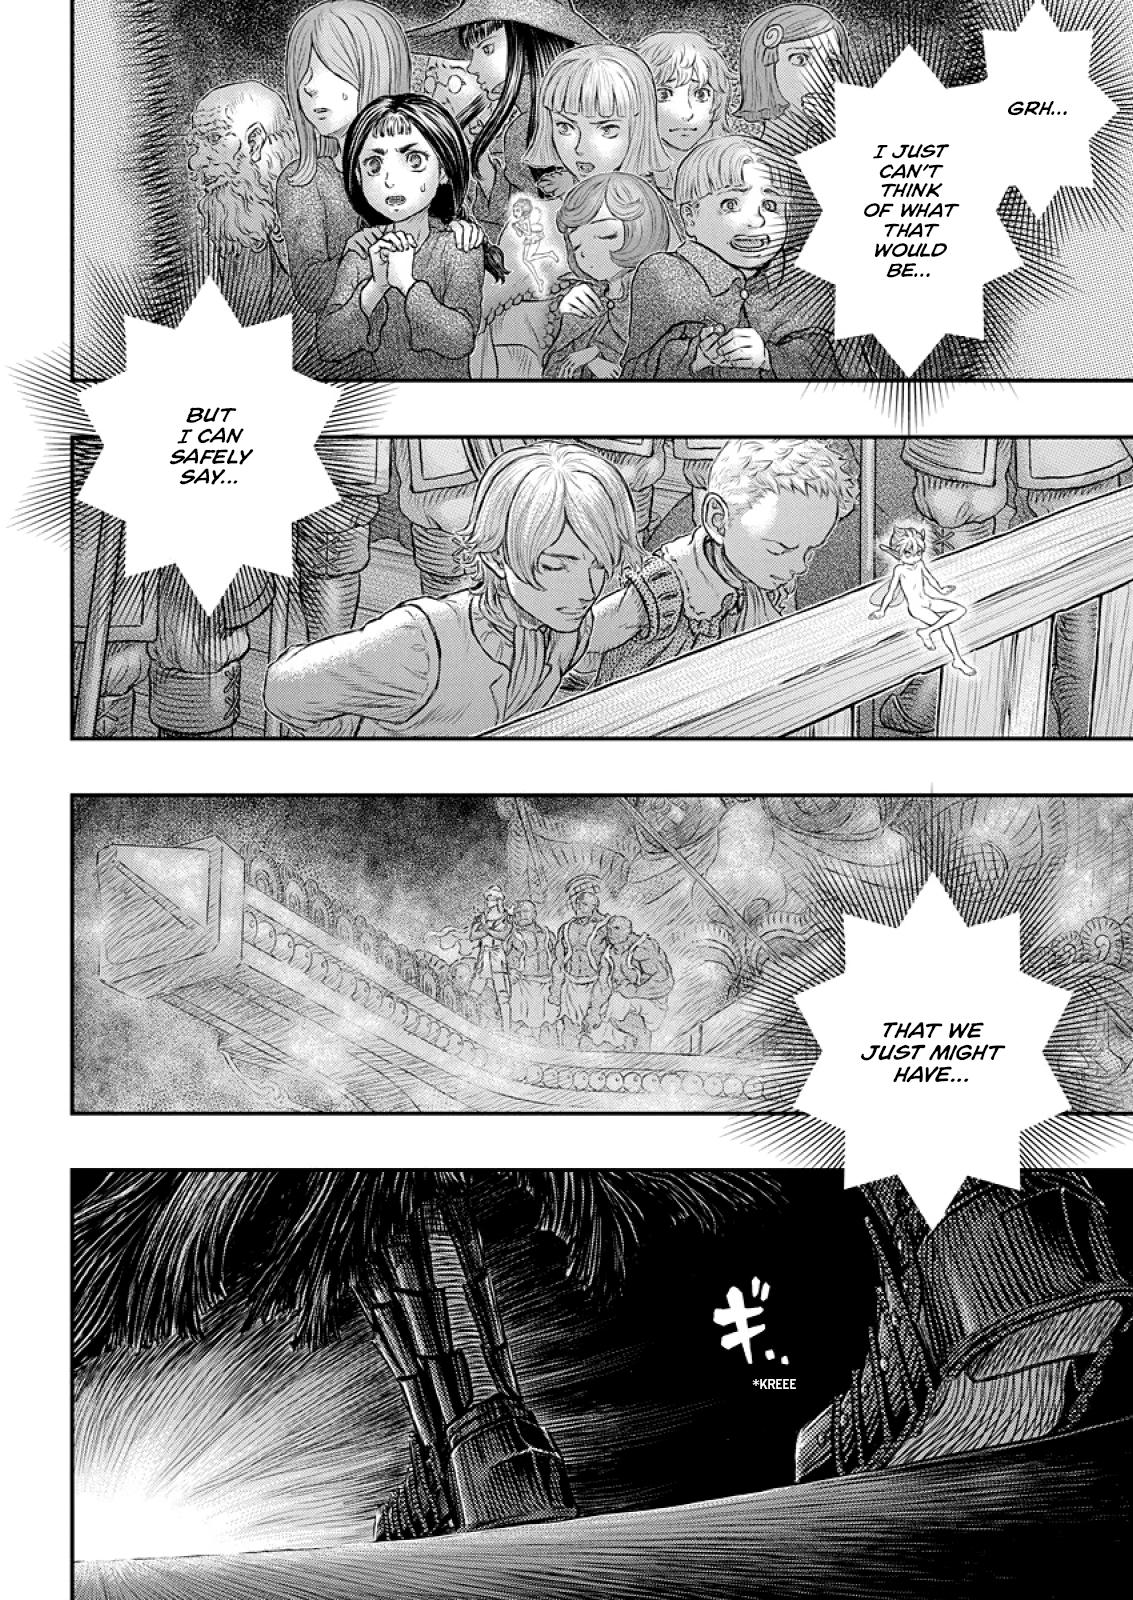 GRH...
I JUST
CAN'T
THINK
OF WHAT
THAT
WOULD
BE...
BUT
I CAN
SAFELY
SAY...
THAT WE
JUST MIGHT
HAVE...
ギ..
*KREEE